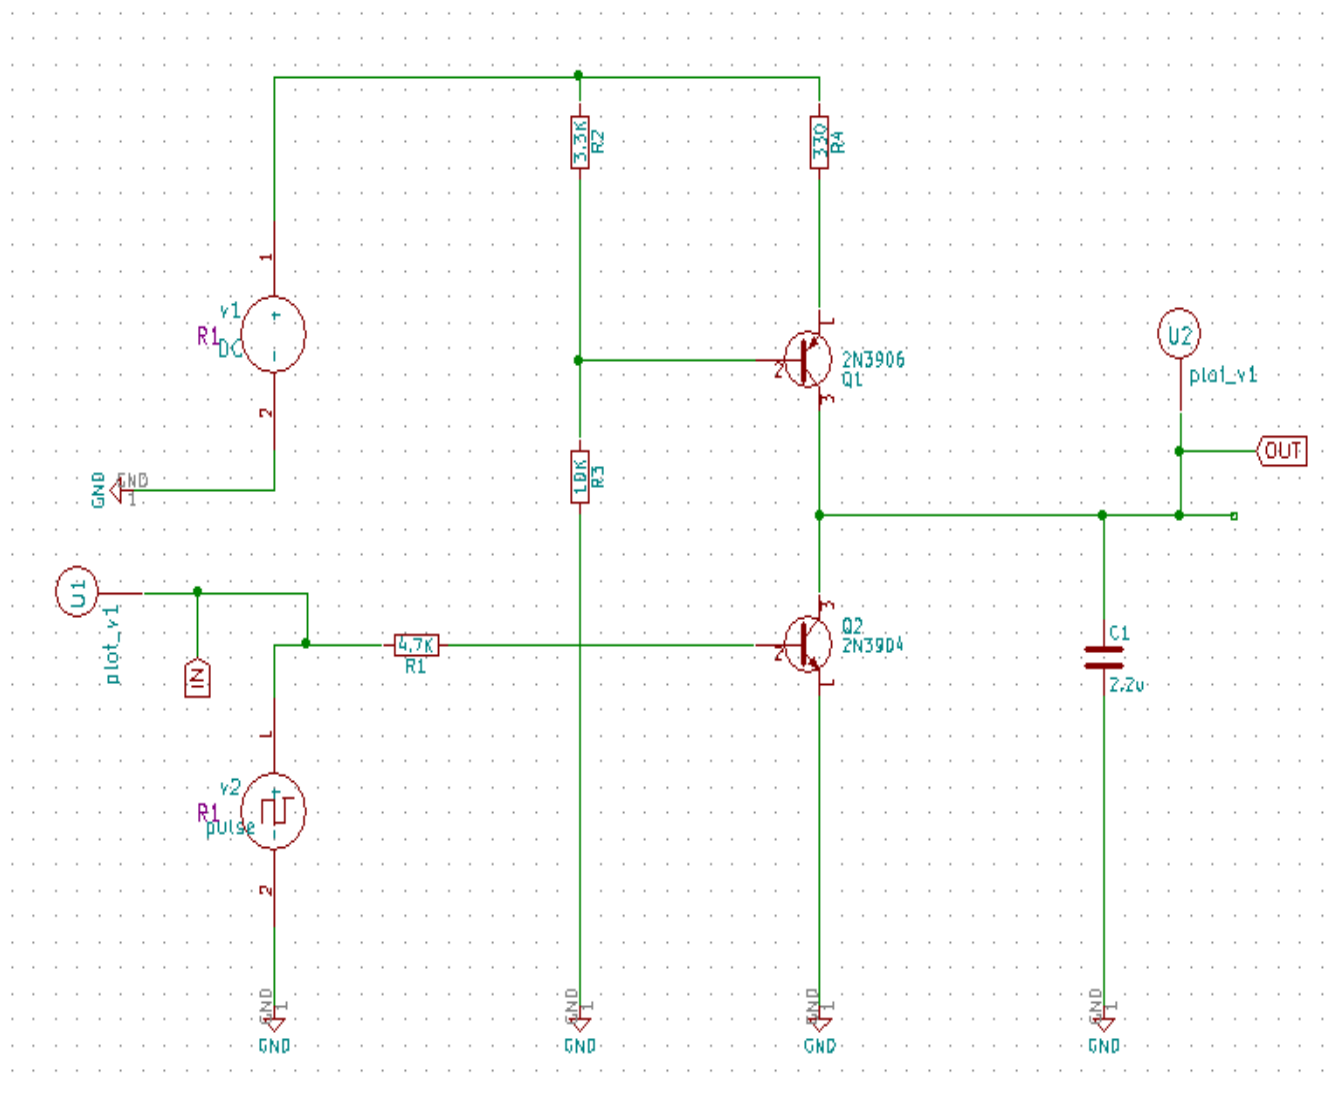 3.3K
R2
330
R4
1
v1
+
R1
DC
-
2
GND
GND
1
2
1
2N3906
Q1
3
U2
plot_v1
OUT
10K
R3
U1
plot_v1
IN
4.7K
R1
2
3
Q2
2N3904
1
C1
2.2u
1
v2
+
R1
pulse
-
2
GND
1
GND
GND
1
GND
GND
1
GND
GND
1
GND